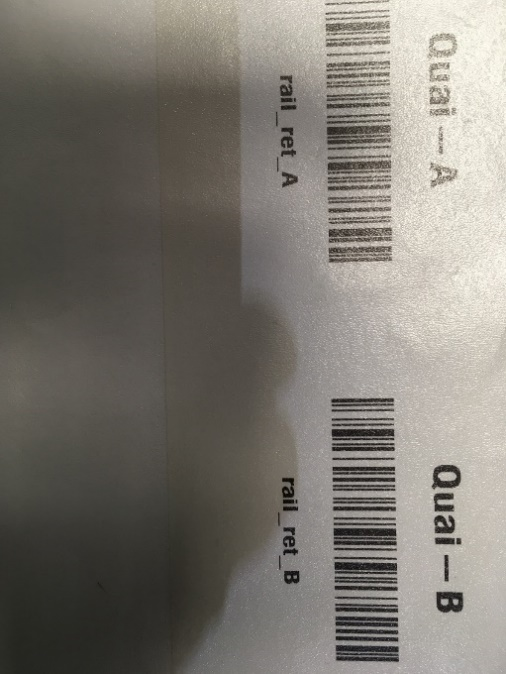 Quai — A
rail_ret_A
Quai — B
rail_ret_B